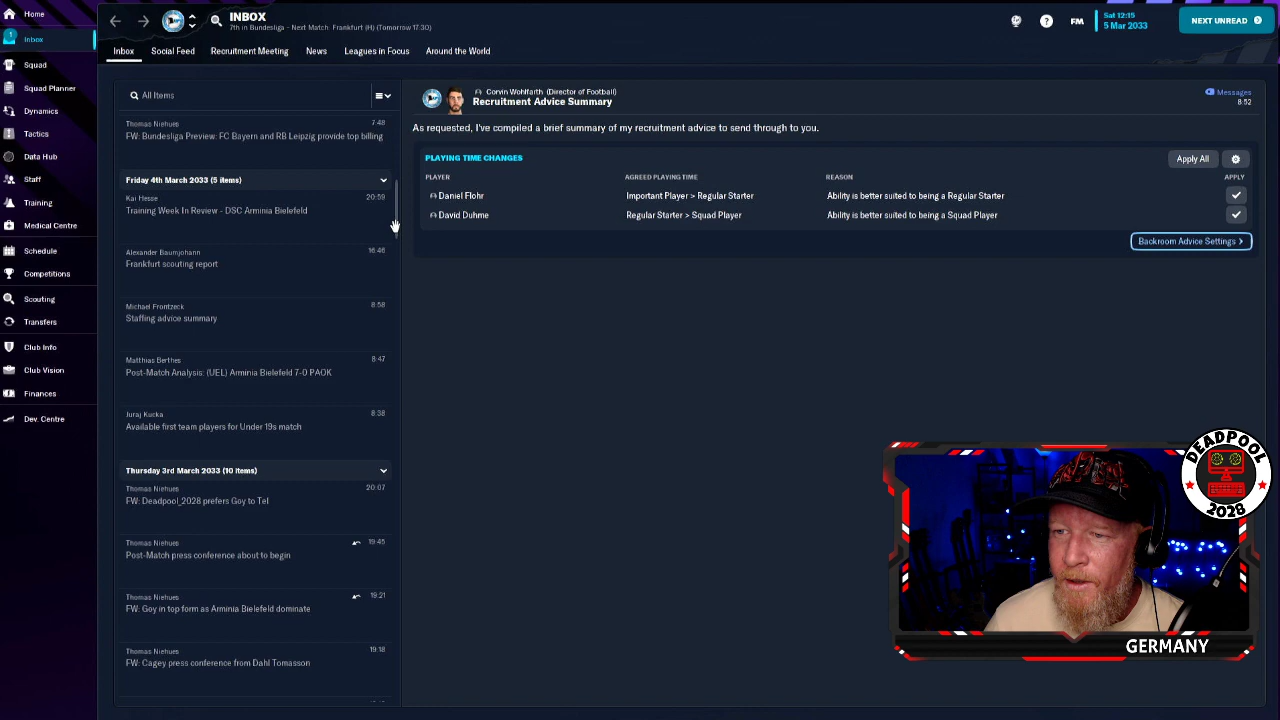 Home
INBOX
7th in Bundesliga - Next Match: Frankfurt (H) (Tomorrow 17:30)
FM
Sat 12:15
5 Mar 2033
NEXT UNREAD
1
Inbox
Squad
Squad Planner
Dynamics
Tactics
Data Hub
Staff
Training
Medical Centre
Schedule
Competitions
Scouting
Transfers
Club Info
Club Vision
Finances
Dev. Centre
Inbox
Social Feed
Recruitment Meeting
News
Leagues in Focus
Around the World
All Items
Thomas Niehues
7:48
FW: Bundesliga Preview: FC Bayern and RB Leipzig provide top billing
Friday 4th March 2033 (5 items)
Kai Hesse
20:59
Training Week In Review - DSC Arminia Bielefeld
Alexander Baumjohann
16:46
Frankfurt scouting report
Michael Frontzeck
8:58
Staffing advice summary
Matthias Berthes
8:47
Post-Match Analysis: (UEL) Arminia Bielefeld 7-0 PAOK
Juraj Kucka
8:38
Available first team players for Under 19s match
Thursday 3rd March 2033 (10 items)
Thomas Niehues
20:07
FW: Deadpool_2028 prefers Goy to Tel
Thomas Niehues
19:45
Post-Match press conference about to begin
Thomas Niehues
19:21
FW: Goy in top form as Arminia Bielefeld dominate
Thomas Niehues
19:18
FW: Cagey press conference from Dahl Tomasson
Corvin Wohlfarth (Director of Football)
Recruitment Advice Summary
Messages
8:52
As requested, I've compiled a brief summary of my recruitment advice to send through to you.
PLAYING TIME CHANGES
Apply All
PLAYER
AGREED PLAYING TIME
REASON
APPLY
Daniel Flohr
Important Player > Regular Starter
Ability is better suited to being a Regular Starter
David Duhme
Regular Starter > Squad Player
Ability is better suited to being a Squad Player
Backroom Advice Settings >
DEADPOOL
2028
GERMANY